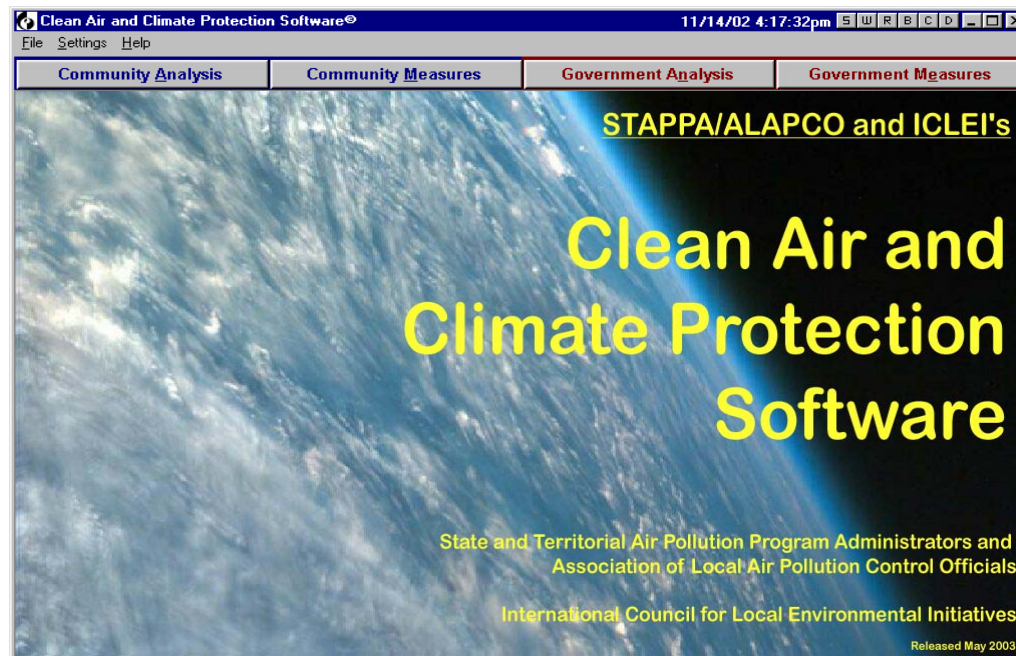 Clean Air and Climate Protection Software® 11/14/02 4:17:32pm S W R B C D
File Settings Help
Community Analysis Community Measures Government Analysis Government Measures
STAPPA/ALAPCO and ICLEI's
Clean Air and
Climate Protection
Software
State and Territorial Air Pollution Program Administrators and
Association of Local Air Pollution Control Officials
International Council for Local Environmental Initiatives
Released May 2003